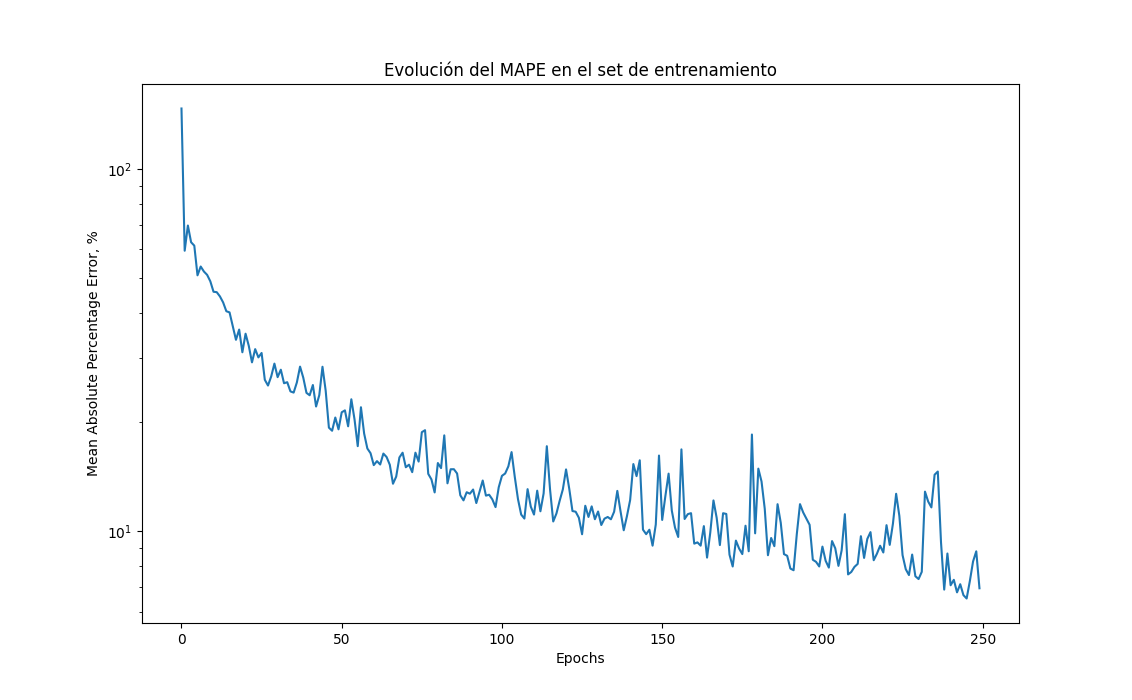 Evolución del MAPE en el set de entrenamiento
Mean Absolute Percentage Error, %
10²
10¹
0 50 100 150 200 250
Epochs